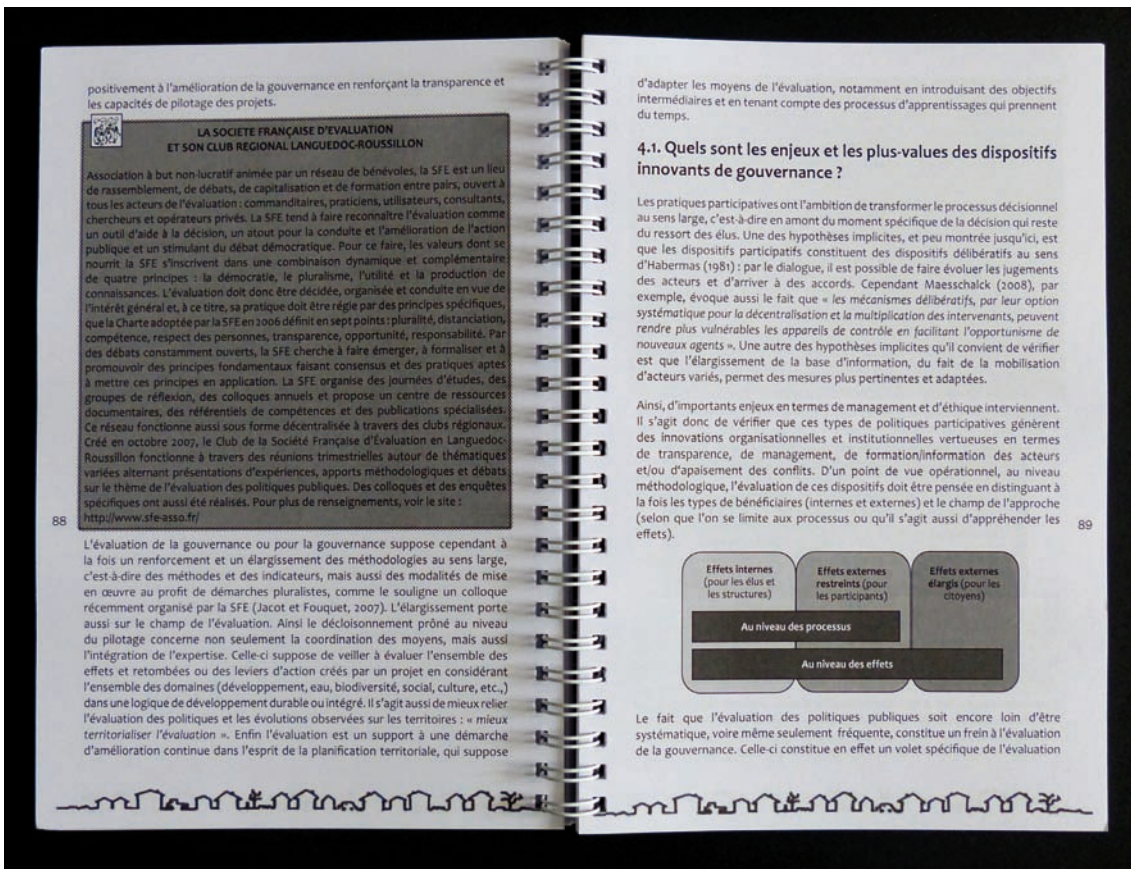 positivement à l'amélioration de la gouvernance en renforçant la transparence et
les capacités de pilotage des projets.
LA SOCIETE FRANÇAISE D'EVALUATION
ET SON CLUB REGIONAL LANGUEDOC-ROUSSILLON
Association à but non-lucratif animée par un réseau de bénévoles, la SFE est un lieu
de rassemblement, de débats, de capitalisation et de formation entre pairs, ouvert à
tous les acteurs de l'évaluation : commanditaires, praticiens, utilisateurs, consultants,
chercheurs et opérateurs privés. La SFE tend à faire reconnaître l'évaluation comme
un outil d'aide à la décision, un atout pour la conduite et l'amélioration de l'action
publique et un stimulant du débat démocratique. Pour ce faire, les valeurs dont se
nourrit la SFE s'inscrivent dans une combinaison dynamique et complémentaire
de quatre principes : la démocratie, le pluralisme, l'utilité et la production de
connaissances. L'évaluation doit donc être décidée, organisée et conduite en vue de
l'intérêt général et, à ce titre, sa pratique doit être régie par des principes spécifiques,
que la Charte adoptée par la SFE en 2006 définit en sept points : pluralité, distanciation,
compétence, respect des personnes, transparence, opportunité, responsabilité. Par
des débats constamment ouverts, la SFE cherche à faire émerger, à formaliser et à
promouvoir des principes fondamentaux faisant consensus et des pratiques aptes
à mettre ces principes en application. La SFE organise des journées d'études, des
groupes de réflexion, des colloques annuels et propose un centre de ressources
documentaires, des référentiels de compétences et des publications spécialisées.
Ce réseau fonctionne aussi sous forme décentralisée à travers des clubs régionaux.
Créé en octobre 2007, le Club de la Société Française d'Évaluation en Languedoc-
Roussillon fonctionne à travers des réunions trimestrielles autour de thématiques
variées alternant présentations d'expériences, apports méthodologiques et débats
sur le thème de l'évaluation des politiques publiques. Des colloques et des enquêtes
spécifiques ont aussi été réalisés. Pour plus de renseignements, voir le site :
http://www.sfe-asso.fr/
88
L'évaluation de la gouvernance ou pour la gouvernance suppose cependant à
la fois un renforcement et un élargissement des méthodologies au sens large,
c'est-à-dire des méthodes et des indicateurs, mais aussi des modalités de mise
en œuvre au profit de démarches pluralistes, comme le souligne un colloque
récemment organisé par la SFE (Jacot et Fouquet, 2007). L'élargissement porte
aussi sur le champ de l'évaluation. Ainsi le décloisonnement prôné au niveau
du pilotage concerne non seulement la coordination des moyens, mais aussi
l'intégration de l'expertise. Celle-ci suppose de veiller à évaluer l'ensemble des
effets et retombées ou des leviers d'action créés par un projet en considérant
l'ensemble des domaines (développement, eau, biodiversité, social, culture, etc.,)
dans une logique de développement durable ou intégré. Il s'agit aussi de mieux relier
l'évaluation des politiques et les évolutions observées sur les territoires : « mieux
territorialiser l'évaluation ». Enfin l'évaluation est un support à une démarche
d'amélioration continue dans l'esprit de la planification territoriale, qui suppose
d'adapter les moyens de l'évaluation, notamment en introduisant des objectifs
intermédiaires et en tenant compte des processus d'apprentissages qui prennent
du temps.
4.1. Quels sont les enjeux et les plus-values des dispositifs
innovants de gouvernance ?
Les pratiques participatives ont l'ambition de transformer le processus décisionnel
au sens large, c'est-à-dire en amont du moment spécifique de la décision qui reste
du ressort des élus. Une des hypothèses implicites, et peu montrée jusqu'ici, est
que les dispositifs participatifs constituent des dispositifs délibératifs au sens
d'Habermas (1981) : par le dialogue, il est possible de faire évoluer les jugements
des acteurs et d'arriver à des accords. Cependant Maesschalck (2008), par
exemple, évoque aussi le fait que « les mécanismes délibératifs, par leur option
systématique pour la décentralisation et la multiplication des intervenants, peuvent
rendre plus vulnérables les appareils de contrôle en facilitant l'opportunisme de
nouveaux agents ». Une autre des hypothèses implicites qu'il convient de vérifier
est que l'élargissement de la base d'information, du fait de la mobilisation
d'acteurs variés, permet des mesures plus pertinentes et adaptées.
Ainsi, d'importants enjeux en termes de management et d'éthique interviennent.
Il s'agit donc de vérifier que ces types de politiques participatives génèrent
des innovations organisationnelles et institutionnelles vertueuses en termes
de transparence, de management, de formation/information des acteurs
et/ou d'apaisement des conflits. D'un point de vue opérationnel, au niveau
méthodologique, l'évaluation de ces dispositifs doit être pensée en distinguant à
la fois les types de bénéficiaires (internes et externes) et le champ de l'approche
(selon que l'on se limite aux processus ou qu'il s'agit aussi d'appréhender les
effets).
89
Effets internes
(pour les élus et
les structures)
Effets externes
restreints (pour
les participants)
Effets externes
élargis (pour les
citoyens)
Au niveau des processus
Au niveau des effets
Le fait que l'évaluation des politiques publiques soit encore loin d'être
systématique, voire même seulement fréquente, constitue un frein à l'évaluation
de la gouvernance. Celle-ci constitue en effet un volet spécifique de l'évaluation